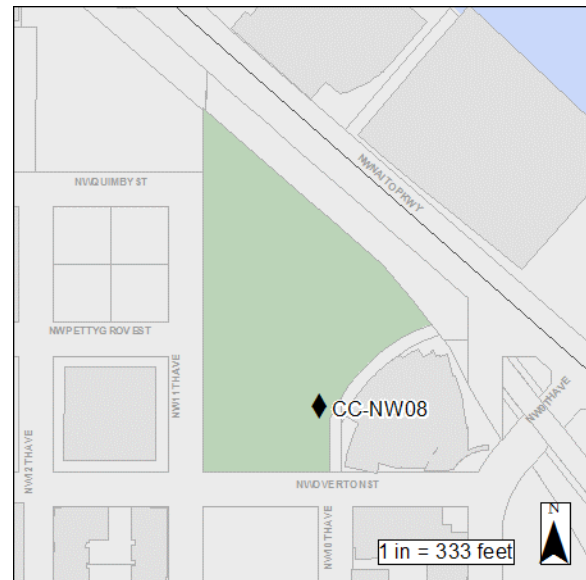 NW NAITO PKWY
NW QUIMBY ST
NW PETTYGROVE ST
NW 11TH AVE
NW 9TH AVE
CC-NW08
NW 12TH AVE
NW OVERTON ST
NW 10TH AVE
N
1 in = 333 feet